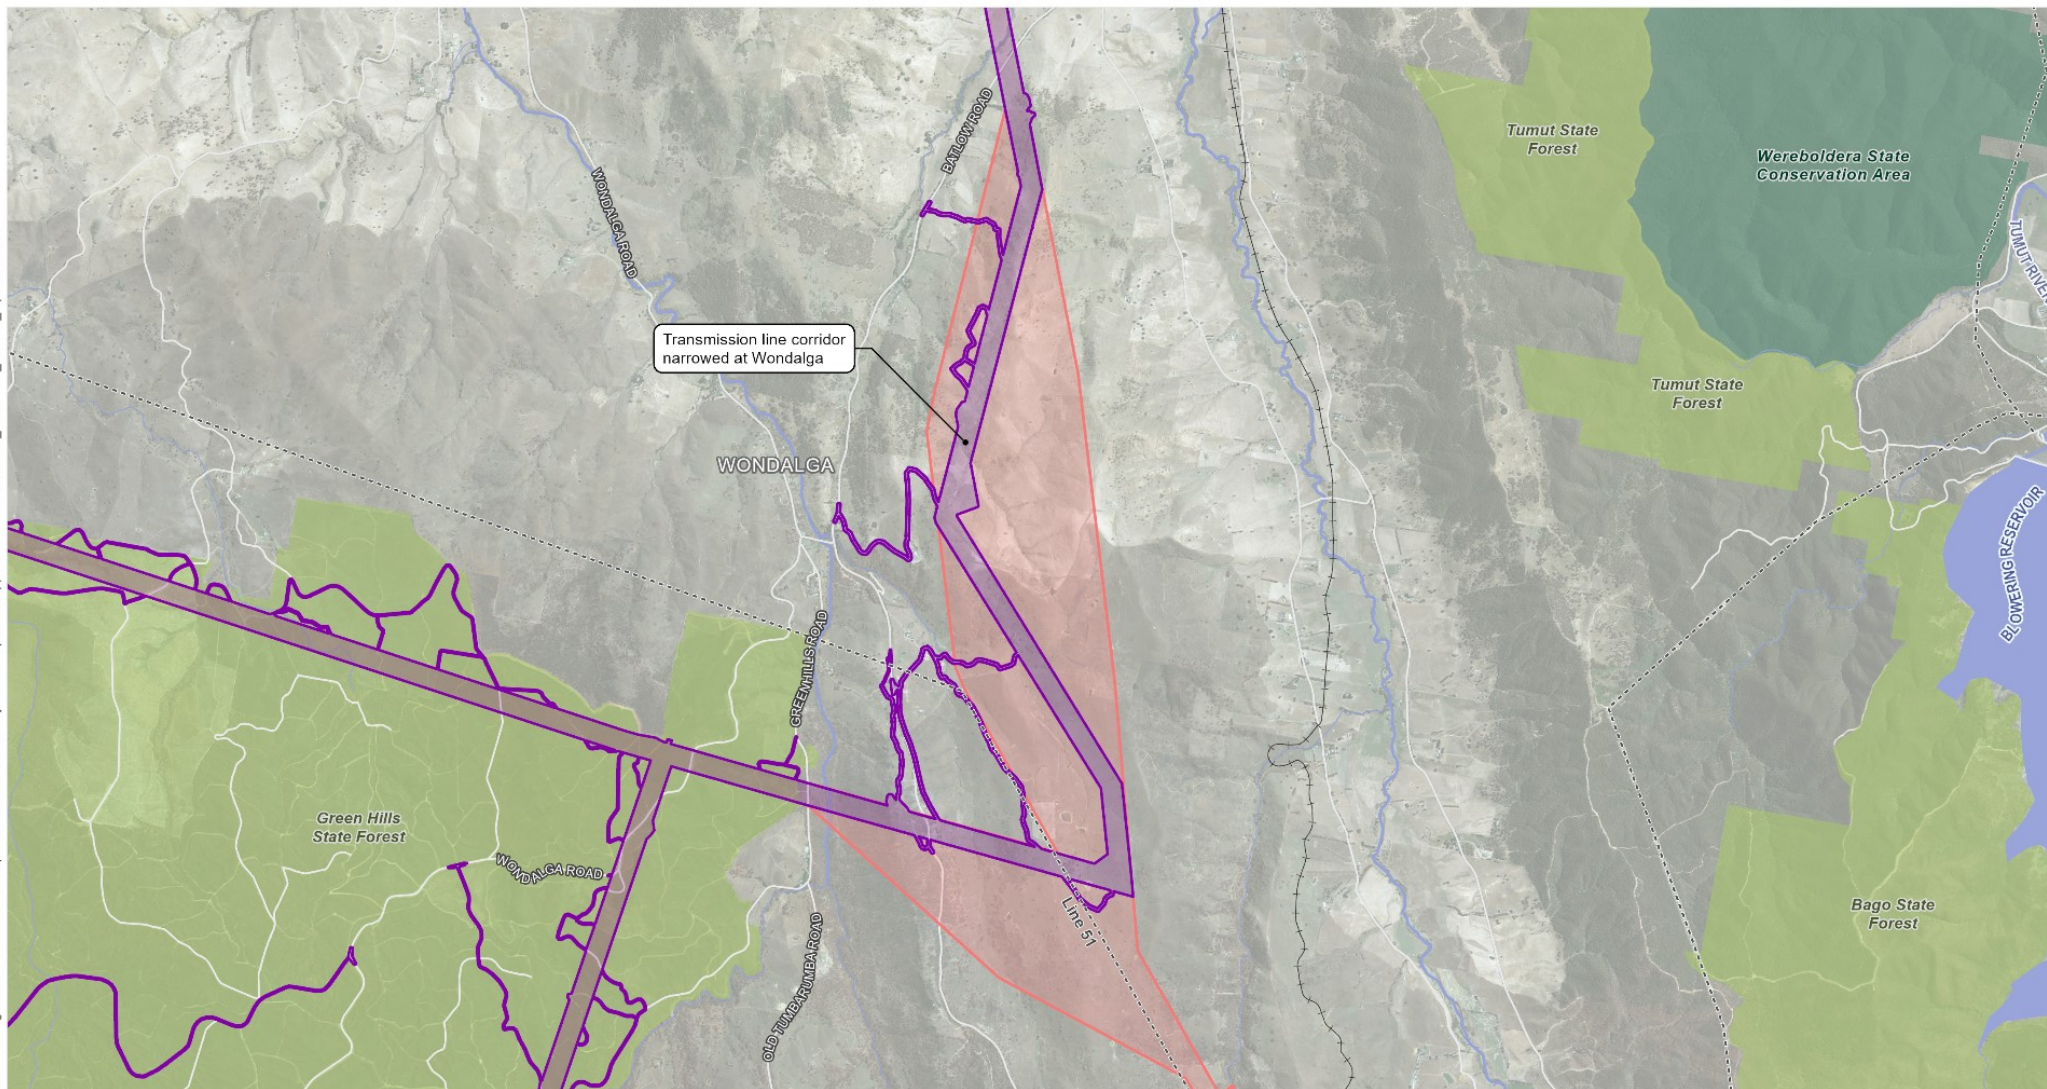 BATLOW ROAD
Tumut State
Forest
Wereboldera State
Conservation Area
WONDALGA ROAD
TUMUT RIVER
Transmission line corridor
narrowed at Wondalga
Tumut State
Forest
WONDALGA
BLOWERING RESERVOIR
GREENHILLS ROAD
Green Hills
State Forest
WONDALGA ROAD
Line 51
Bago State
Forest
OLD TUMBARUMBA ROAD